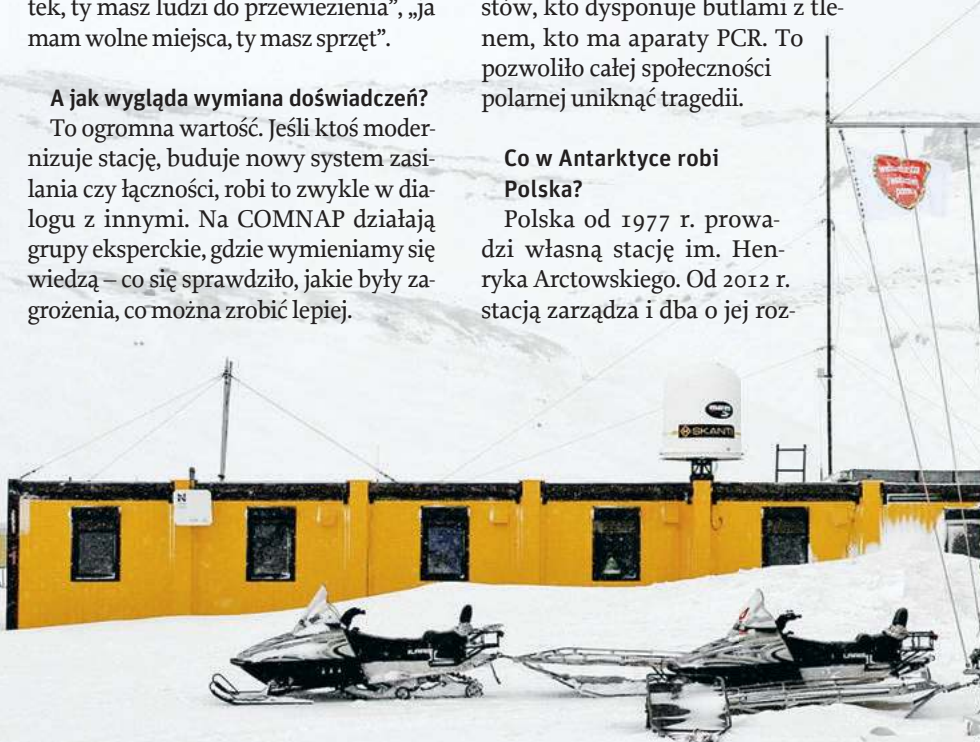 tek, ty masz ludzi do przewiezienia”, „ja
mam wolne miejsca, ty masz sprzęt”.
A jak wygląda wymiana doświadczeń?
To ogromna wartość. Jeśli ktoś moder-
nizuje stację, buduje nowy system zasi-
lania czy łączności, robi to zwykle w dia-
logu z innymi. Na COMNAP działają
grupy eksperckie, gdzie wymieniamy się
wiedzą – co się sprawdziło, jakie były za-
grożenia, co można zrobić lepiej.
stów, kto dysponuje butlami z tle-
nem, kto ma aparaty PCR. To
pozwoliło całej społeczności
polarnej uniknąć tragedii.
Co w Antarktyce robi
Polska?
Polska od 1977 r. prowa-
dzi własną stację im. Hen-
ryka Arctowskiego. Od 2012 r.
stacją zarządza i dba o jej roz-
SKANTI
N